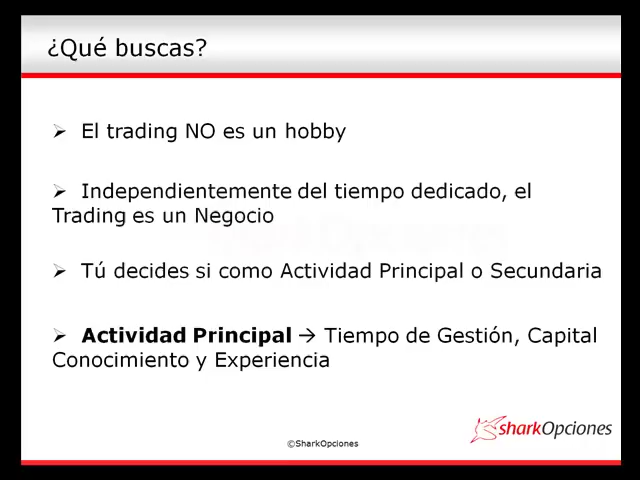 ¿Qué buscas?
➢ El trading NO es un hobby
➢ Independientemente del tiempo dedicado, el
Trading es un Negocio
➢ Tú decides si como Actividad Principal o Secundaria
➢ Actividad Principal → Tiempo de Gestión, Capital
Conocimiento y Experiencia
sharkOpciones
©SharkOpciones